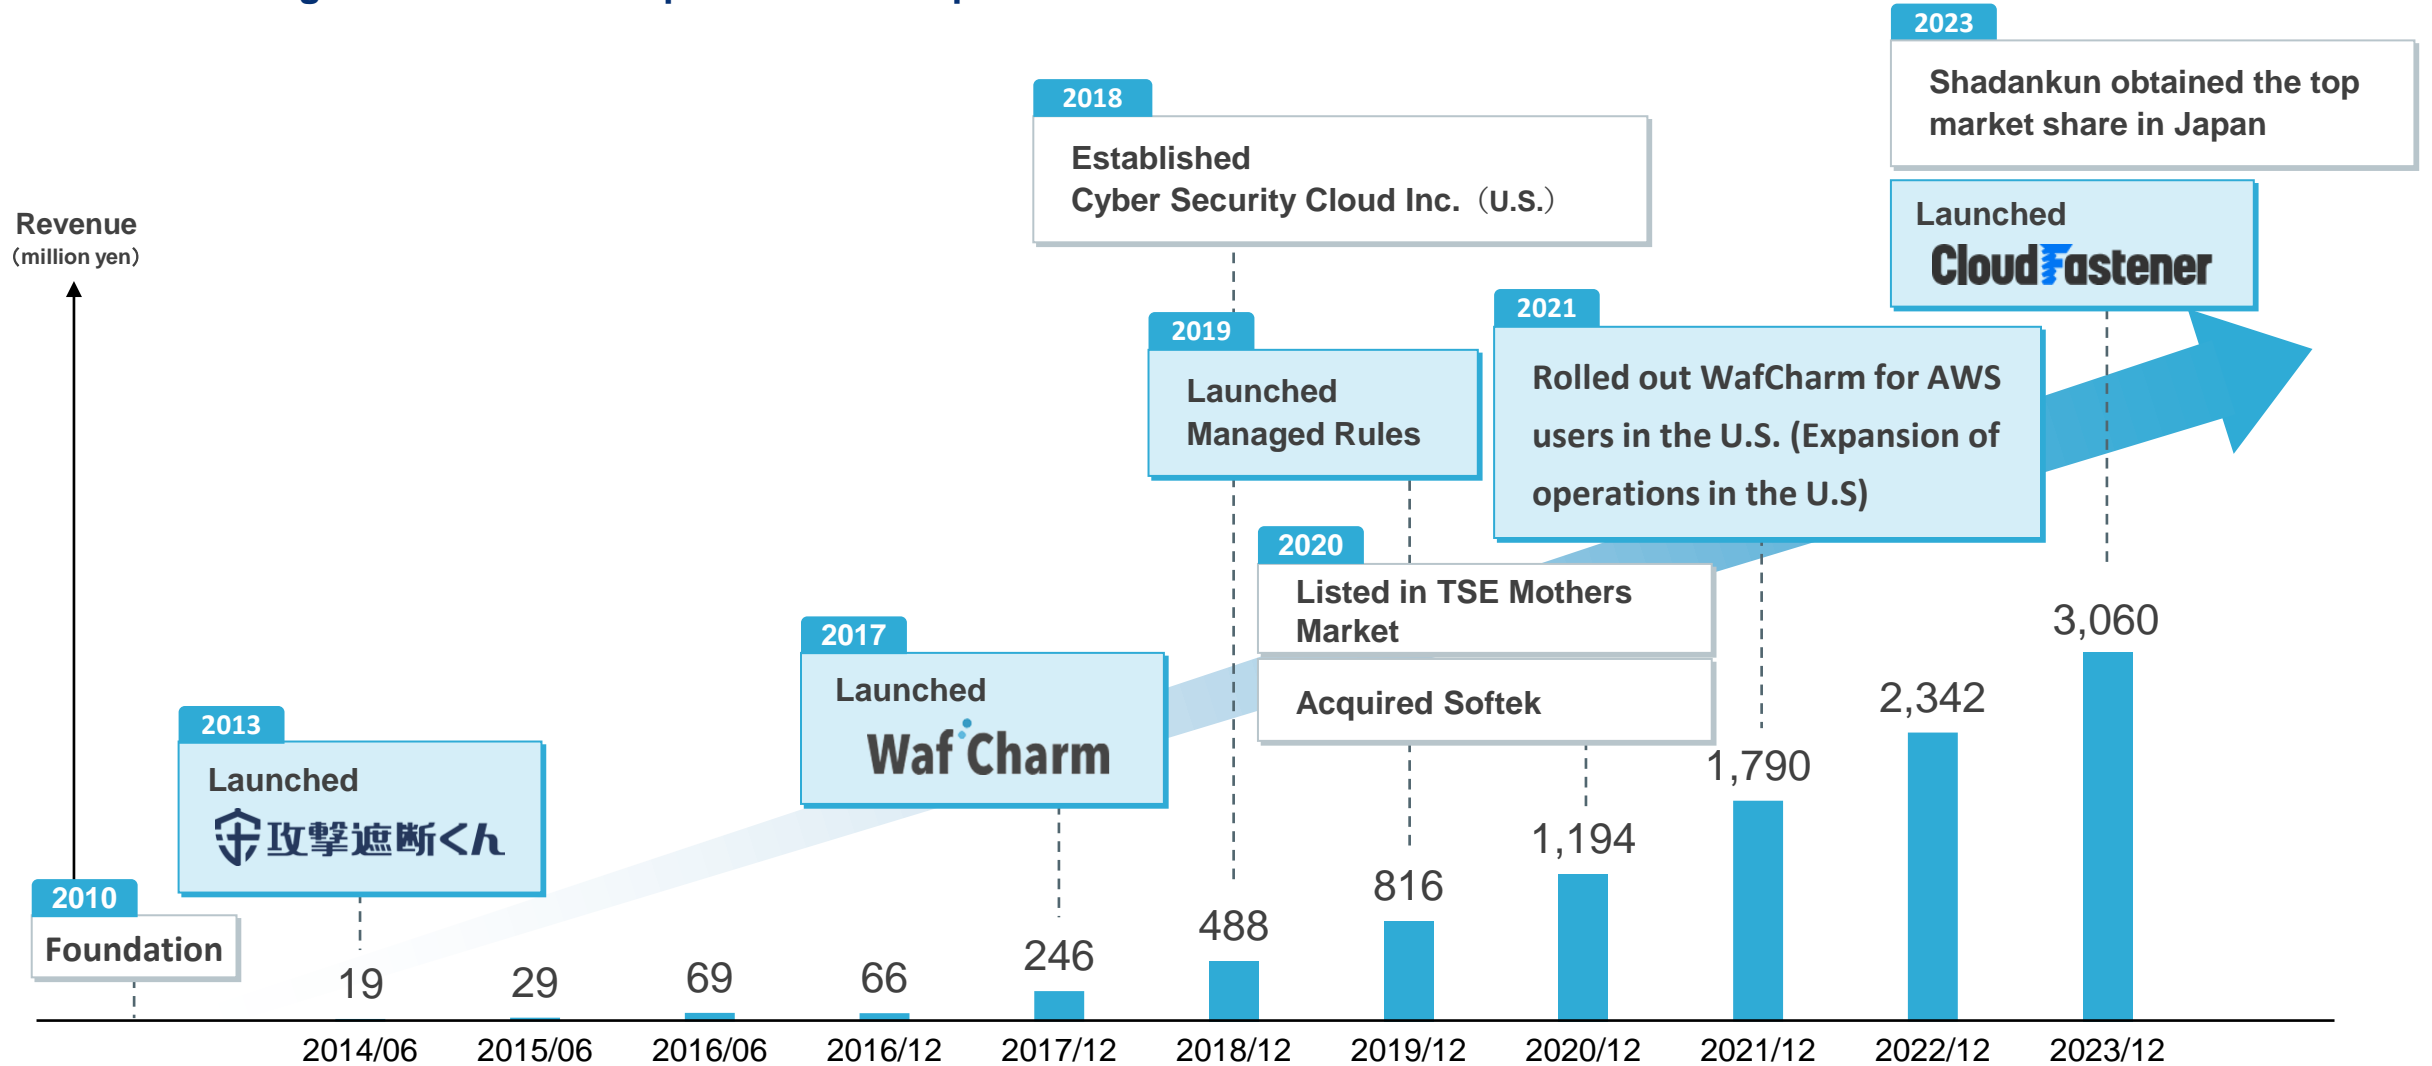 Revenue
（million yen）
2010
Foundation
2013
Launched
攻撃遮断くん
2017
Launched
WafCharm
2018
Established
Cyber Security Cloud Inc.（U.S.）
2019
Launched
Managed Rules
2020
Listed in TSE Mothers
Market
Acquired Softek
2021
Rolled out WafCharm for AWS
users in the U.S. (Expansion of
operations in the U.S)
2023
Shadankun obtained the top
market share in Japan
Launched
CloudFastener
19
29
69
66
246
488
816
1,194
1,790
2,342
3,060
2014/06
2015/06
2016/06
2016/12
2017/12
2018/12
2019/12
2020/12
2021/12
2022/12
2023/12